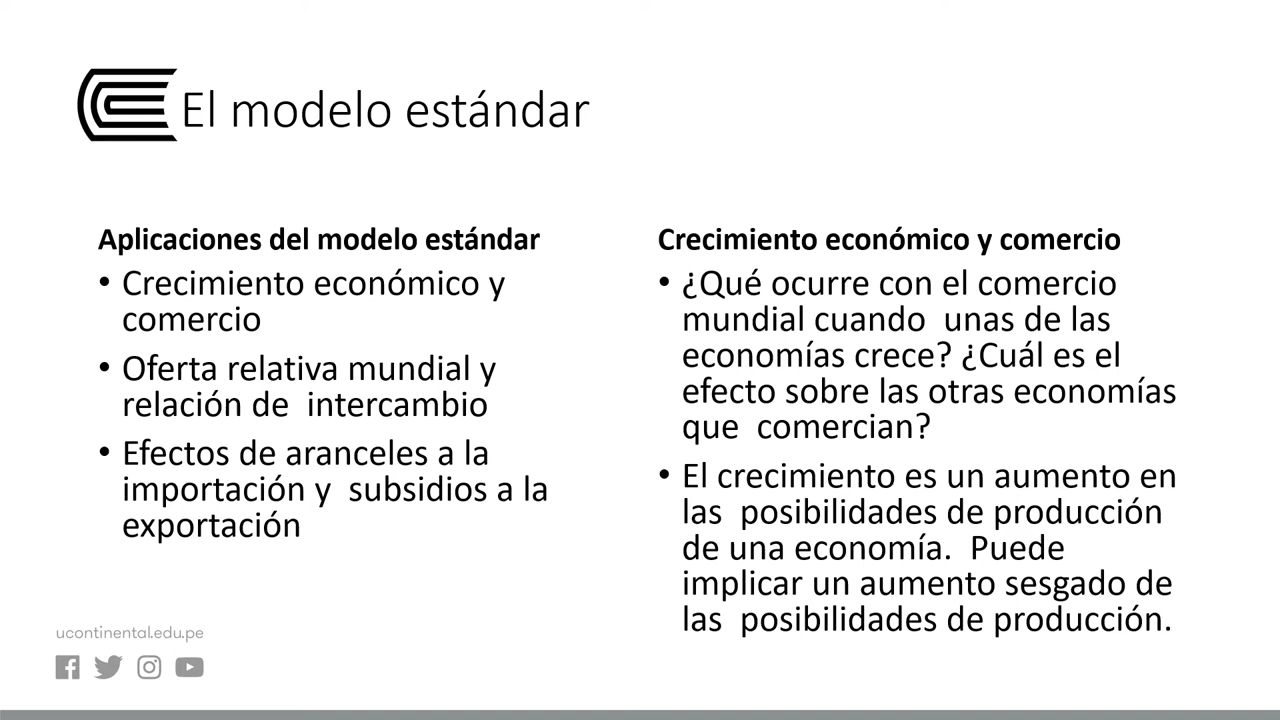 El modelo estándar
Aplicaciones del modelo estándar
• Crecimiento económico y
comercio
• Oferta relativa mundial y
relación de  intercambio
• Efectos de aranceles a la
importación y  subsidios a la
exportación
Crecimiento económico y comercio
• ¿Qué ocurre con el comercio
mundial cuando  unas de las
economías crece? ¿Cuál es el
efecto sobre las otras economías
que  comercian?
• El crecimiento es un aumento en
las  posibilidades de producción
de una economía.  Puede
implicar un aumento sesgado de
las  posibilidades de producción.
ucontinental.edu.pe